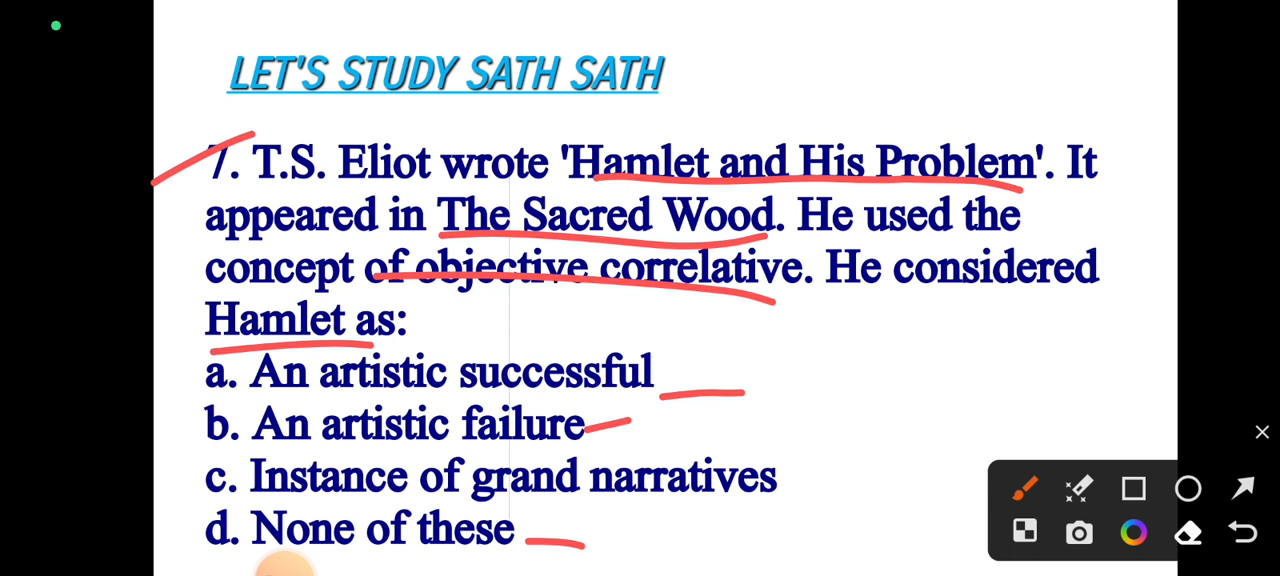 LET'S STUDY SATH SATH
7. T.S. Eliot wrote 'Hamlet and His Problem'. It
appeared in The Sacred Wood. He used the
concept of objective correlative. He considered
Hamlet as:
a. An artistic successful
b. An artistic failure
c. Instance of grand narratives
d. None of these